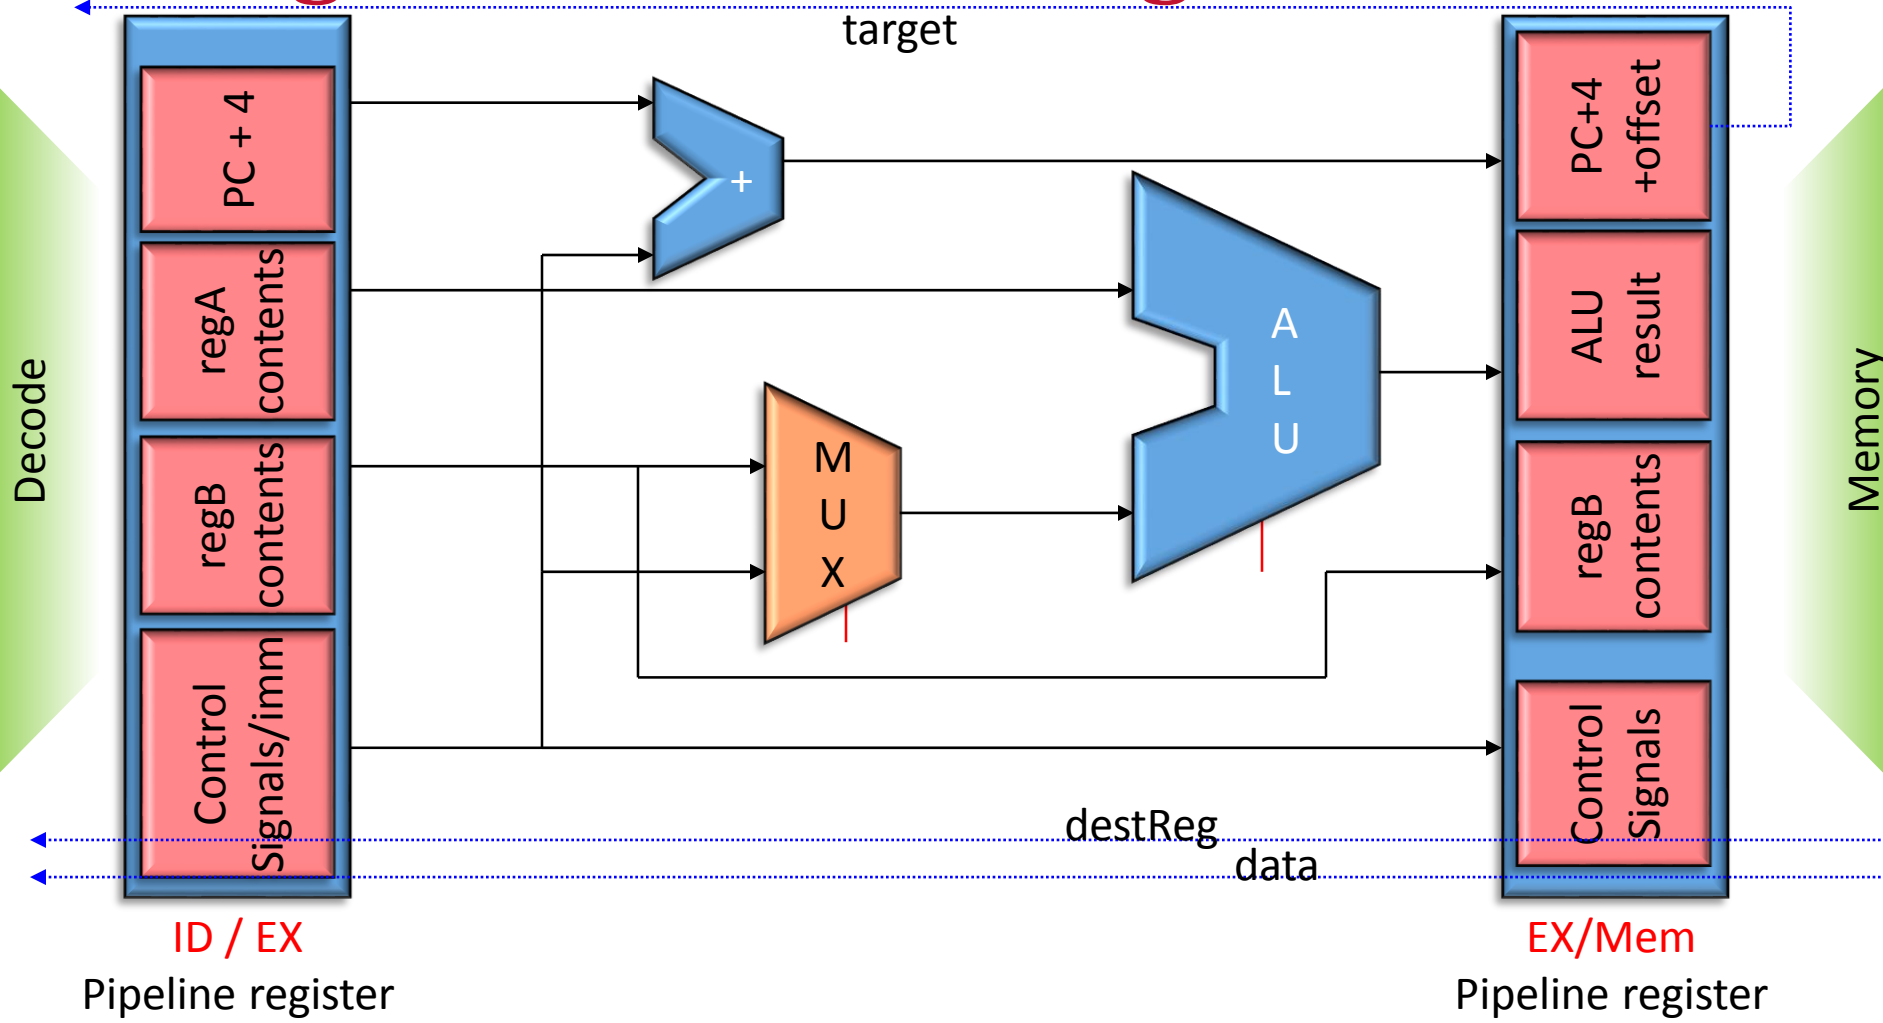 target
Decode
PC + 4
regA
contents
regB
contents
Control
Signals/imm
+
M
U
X
A
L
U
PC+4
+offset
ALU
result
regB
contents
Control
Signals
Memory
destReg
data
ID / EX
Pipeline register
EX/Mem
Pipeline register